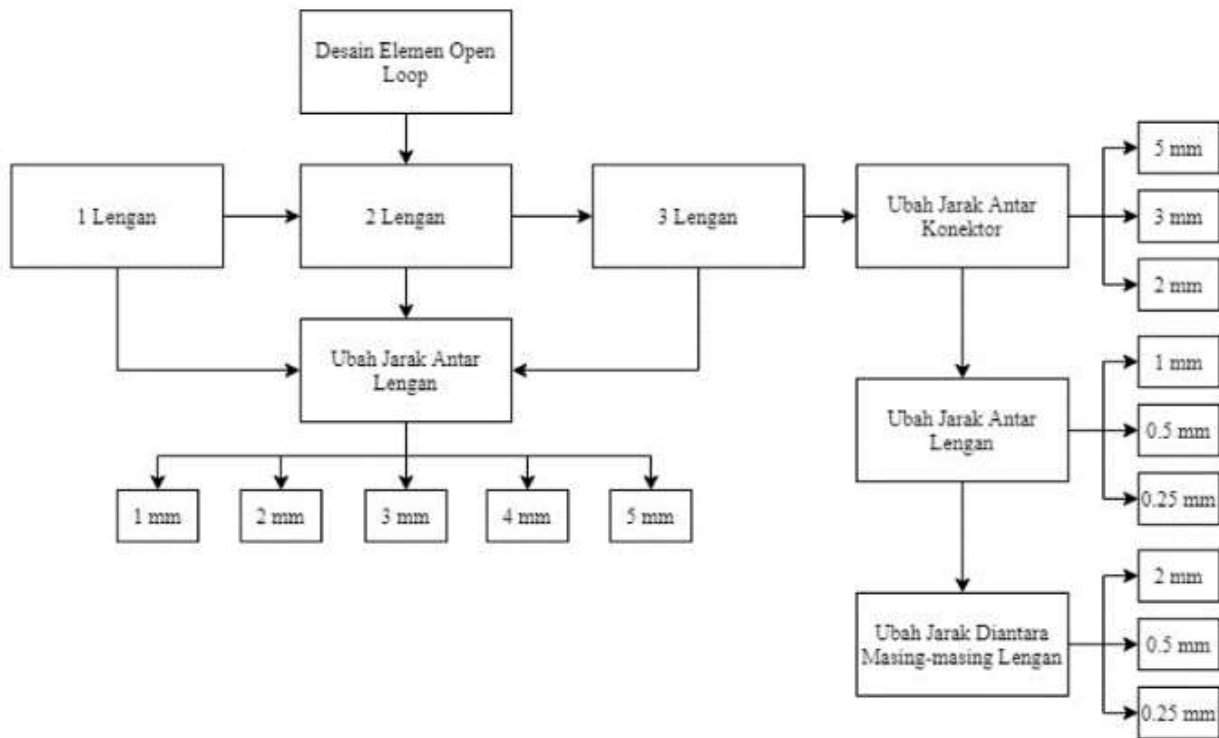 Desain Elemen Open
Loop
1 Lengan
2 Lengan
3 Lengan
Ubah Jarak Antar
Konektor
5 mm
3 mm
2 mm
Ubah Jarak Antar
Lengan
1 mm
2 mm
3 mm
4 mm
5 mm
Ubah Jarak Antar
Lengan
1 mm
0.5 mm
0.25 mm
Ubah Jarak Diantara
Masing-masing Lengan
2 mm
0.5 mm
0.25 mm